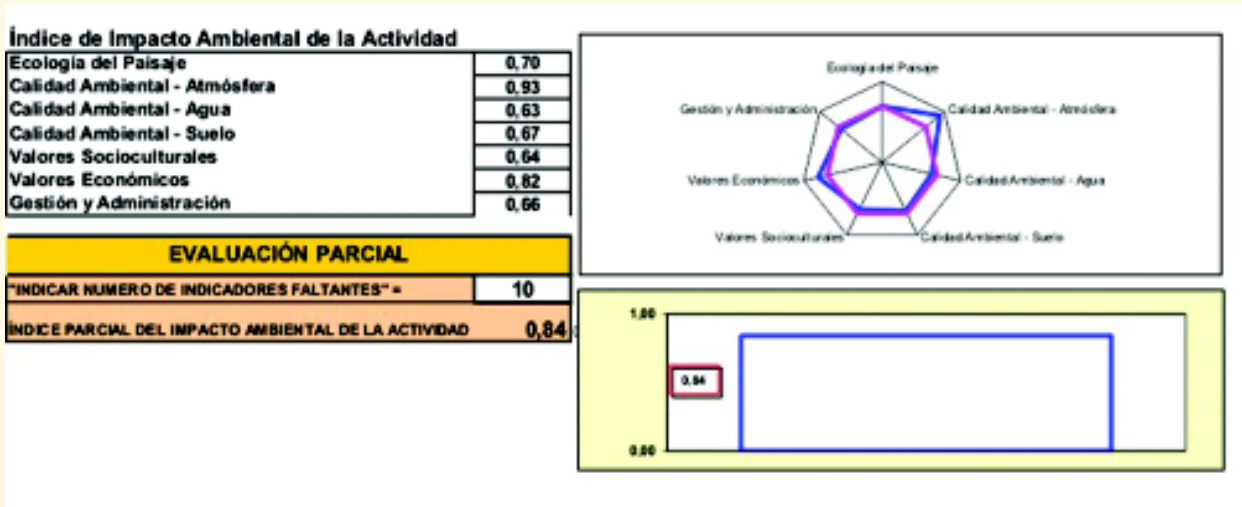 Índice de Impacto Ambiental de la Actividad
Ecología del Paisaje 0,70
Calidad Ambiental - Atmósfera 0,93
Calidad Ambiental - Agua 0,63
Calidad Ambiental - Suelo 0,67
Valores Socioculturales 0,64
Valores Económicos 0,82
Gestión y Administración 0,66
EVALUACIÓN PARCIAL
"INDICAR NUMERO DE INDICADORES FALTANTES" = 10
ÍNDICE PARCIAL DEL IMPACTO AMBIENTAL DE LA ACTIVIDAD 0,84
Ecología del Paisaje
Gestión y Administración
Calidad Ambiental - Atmósfera
Valores Económicos
Calidad Ambiental - Agua
Valores Socioculturales
Calidad Ambiental - Suelo
1,00
0,84
0,00